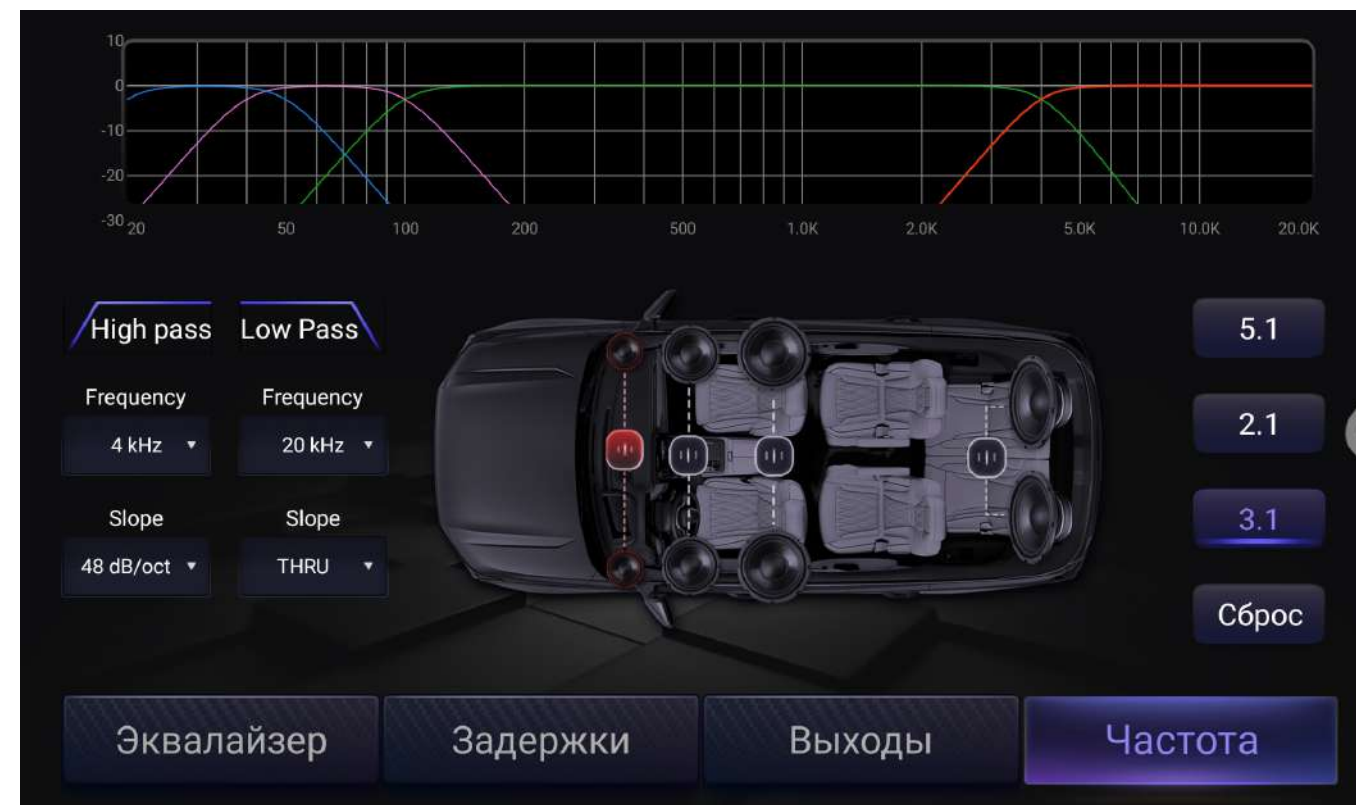 10
0
-10
-20
-30
20 50 100 200 500 1.0K 2.0K 5.0K 10.0K 20.0K
High pass Low Pass 5.1
Frequency Frequency
4 kHz ▼ 20 kHz ▼ 2.1
Slope Slope 3.1
48 dB/oct ▼ THRU ▼
Сброс
Эквалайзер Задержки Выходы Частота